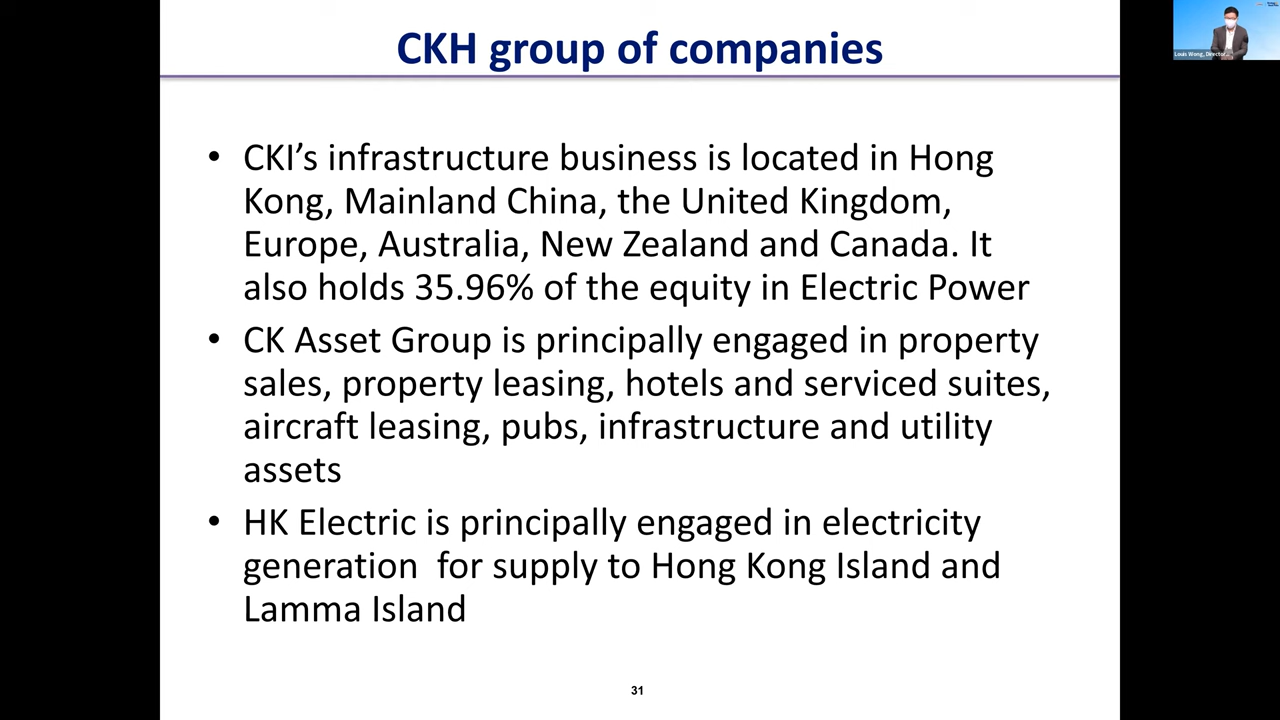 CKH group of companies
• CKI’s infrastructure business is located in Hong
Kong, Mainland China, the United Kingdom,
Europe, Australia, New Zealand and Canada. It
also holds 35.96% of the equity in Electric Power
• CK Asset Group is principally engaged in property
sales, property leasing, hotels and serviced suites,
aircraft leasing, pubs, infrastructure and utility
assets
• HK Electric is principally engaged in electricity
generation  for supply to Hong Kong Island and
Lamma Island
31
Louis Wong, Director...